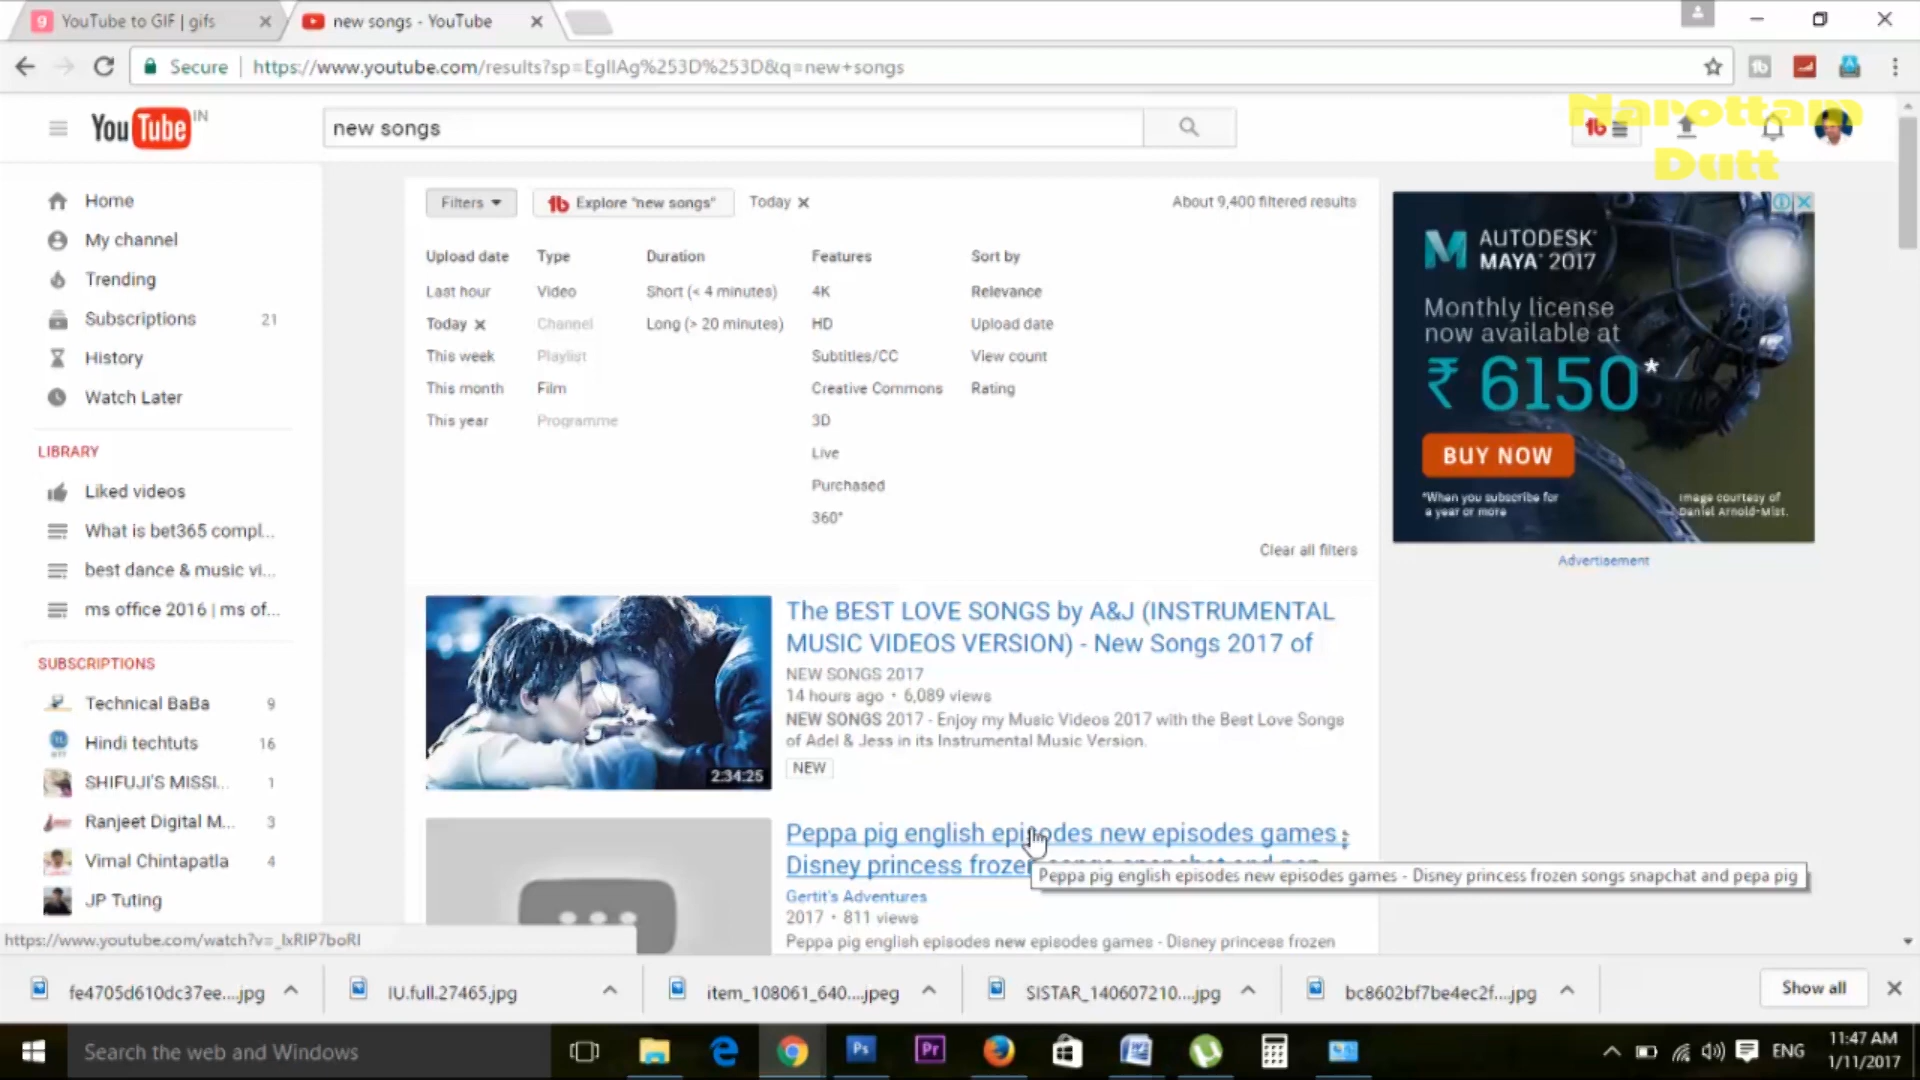 YouTube to GIF | gifs
new songs - YouTube
Secure
https://www.youtube.com/results?sp=EgIIAg%253D%253D&q=new+songs
Narottam
Dutt
YouTube IN
new songs
Home
My channel
Trending
Subscriptions 21
History
Watch Later
LIBRARY
Liked videos
What is bet365 compl...
best dance & music vi...
ms office 2016 | ms of...
SUBSCRIPTIONS
Technical BaBa 9
Hindi techtuts 16
SHIFUJI'S MISSI... 1
Ranjeet Digital M... 3
Vimal Chintapatla 4
JP Tuting
Filters
Explore "new songs"
Today
About 9,400 filtered results
Upload date Type Duration Features Sort by
Last hour Video Short (< 4 minutes) 4K Relevance
Today Channel Long (> 20 minutes) HD Upload date
This week Playlist Subtitles/CC View count
This month Film Creative Commons Rating
This year Programme 3D
Live
Purchased
360°
Clear all filters
AUTODESK®
MAYA® 2017
Monthly license
now available at
₹ 6150*
BUY NOW
*When you subscribe for
a year or more
Image courtesy of
Daniel Arnold-Mist.
Advertisement
The BEST LOVE SONGS by A&J (INSTRUMENTAL
MUSIC VIDEOS VERSION) - New Songs 2017 of
NEW SONGS 2017
14 hours ago • 6,089 views
NEW SONGS 2017 - Enjoy my Music Videos 2017 with the Best Love Songs
of Adel & Jess in its Instrumental Music Version.
NEW
2:34:25
Peppa pig english episodes new episodes games
Disney princess frozen
Peppa pig english episodes new episodes games - Disney princess frozen songs snapchat and pepa pig
Gertit's Adventures
2017 • 811 views
Peppa pig english episodes new episodes games - Disney princess frozen
https://www.youtube.com/watch?v=_IxRIP7boRI
fe4705d610dc37ee....jpg
IU.full.27465.jpg
item_108061_640....jpeg
SISTAR_140607210....jpg
bc8602bf7be4ec2f....jpg
Show all
Search the web and Windows
Ps
Pr
ENG
11:47 AM
1/11/2017